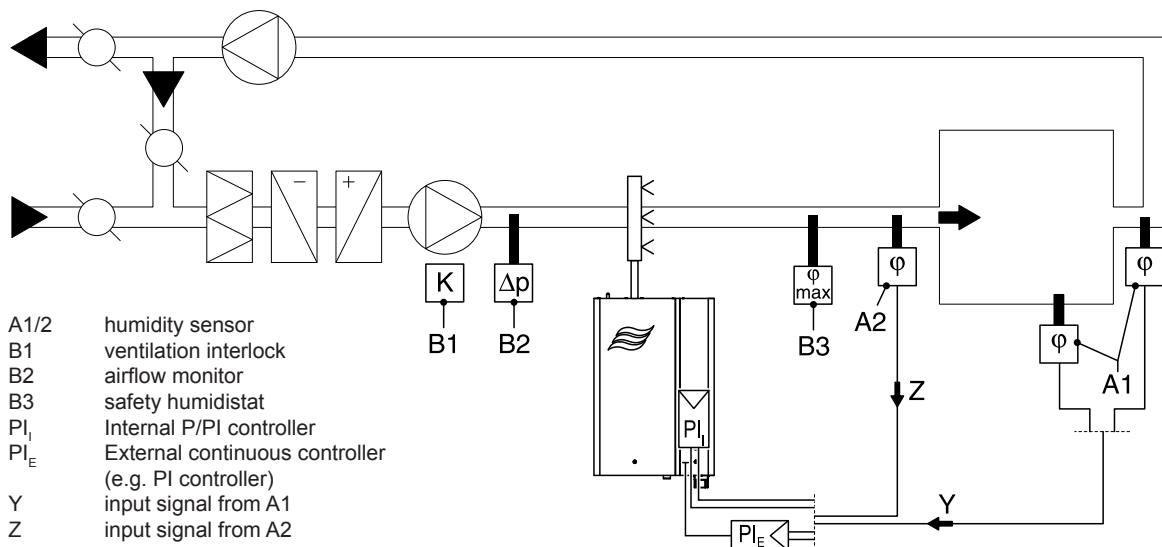 − +
K
Δp
φ
max
φ
φ
φ
B1
B2
B3
A2
A1
Z
PI_I
Y
PI_E
A1/2 humidity sensor
B1 ventilation interlock
B2 airflow monitor
B3 safety humidistat
PI_I Internal P/PI controller
PI_E External continuous controller
(e.g. PI controller)
Y input signal from A1
Z input signal from A2